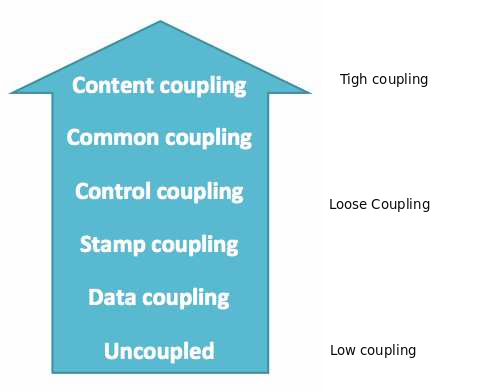 Content coupling
Tigh coupling
Common coupling
Control coupling
Loose Coupling
Stamp coupling
Data coupling
Uncoupled
Low coupling